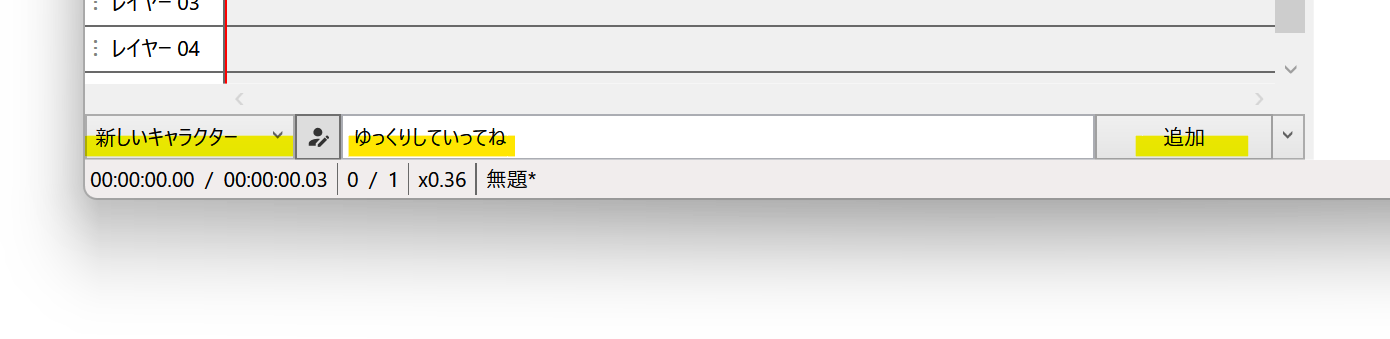 レイヤー 03
レイヤー 04
新しいキャラクター ゆっくりしていってね 追加
00:00:00.00 / 00:00:00.03 0 / 1 x0.36 無題*